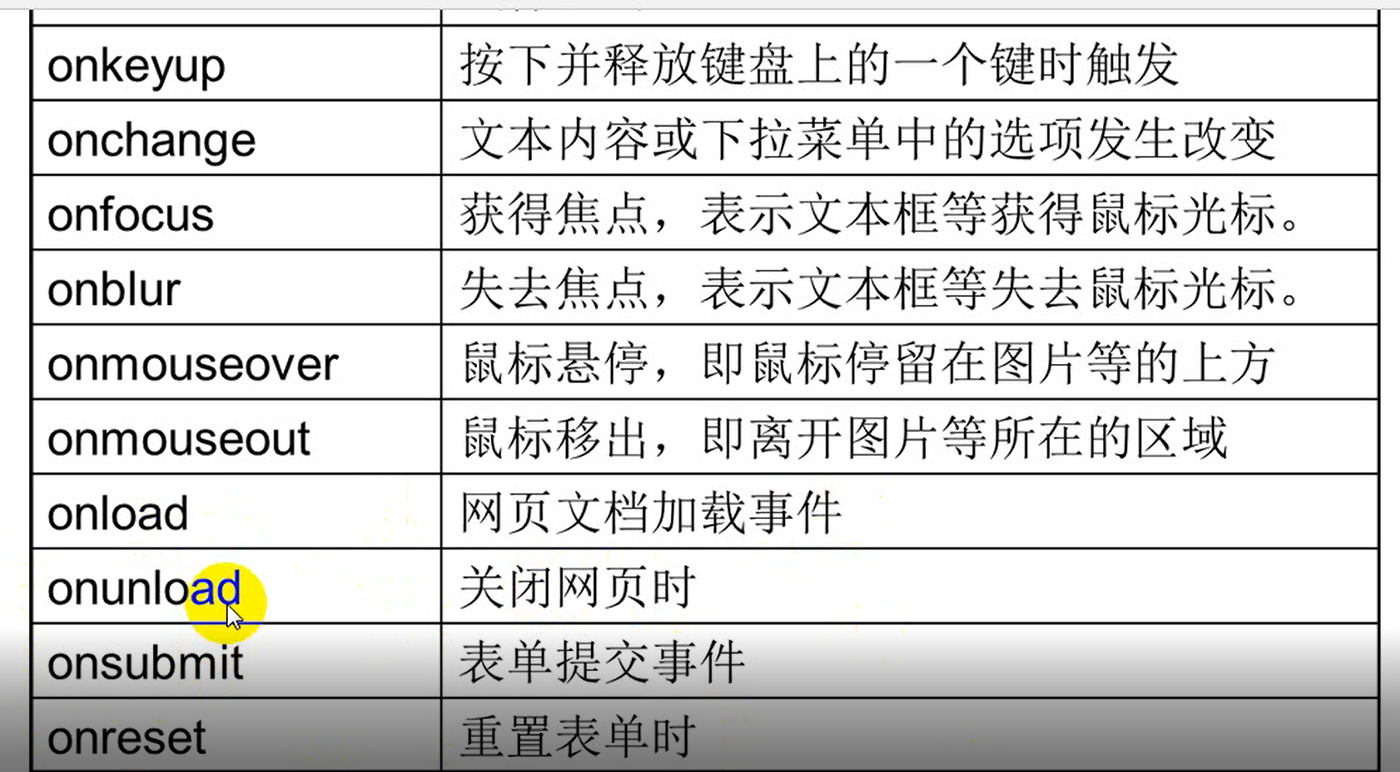 onkeyup 按下并释放键盘上的一个键时触发
onchange 文本内容或下拉菜单中的选项发生改变
onfocus 获得焦点，表示文本框等获得鼠标光标。
onblur 失去焦点，表示文本框等失去鼠标光标。
onmouseover 鼠标悬停，即鼠标停留在图片等的上方
onmouseout 鼠标移出，即离开图片等所在的区域
onload 网页文档加载事件
onunload 关闭网页时
onsubmit 表单提交事件
onreset 重置表单时